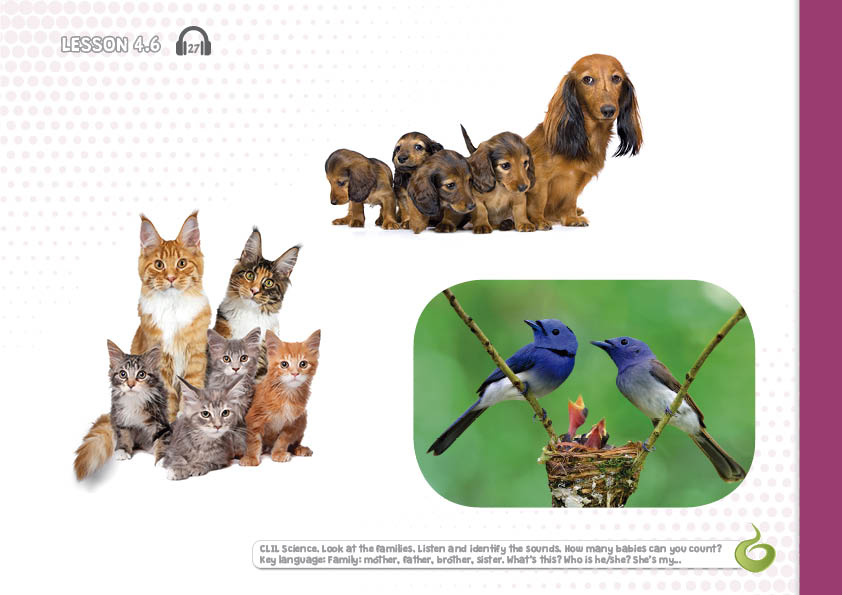 LESSON 4.6
27
CLIL Science. Look at the families. Listen and identify the sounds. How many babies can you count?
Key language: Family: mother, father, brother, sister. What's this? Who is he/she? She's my...